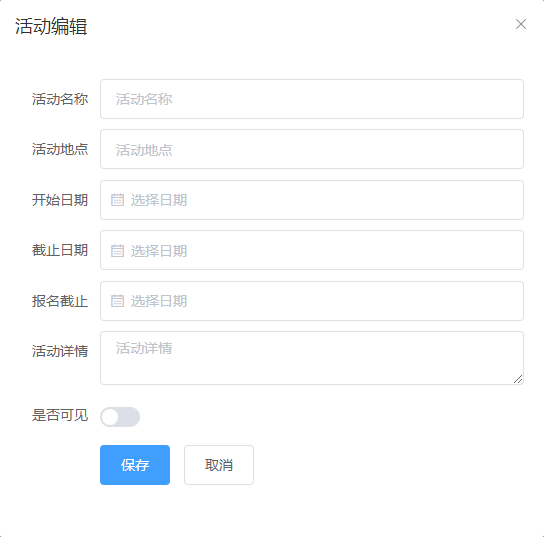 活动编辑
活动名称 活动名称
活动地点 活动地点
开始日期 选择日期
截止日期 选择日期
报名截止 选择日期
活动详情 活动详情
是否可见
保存 取消